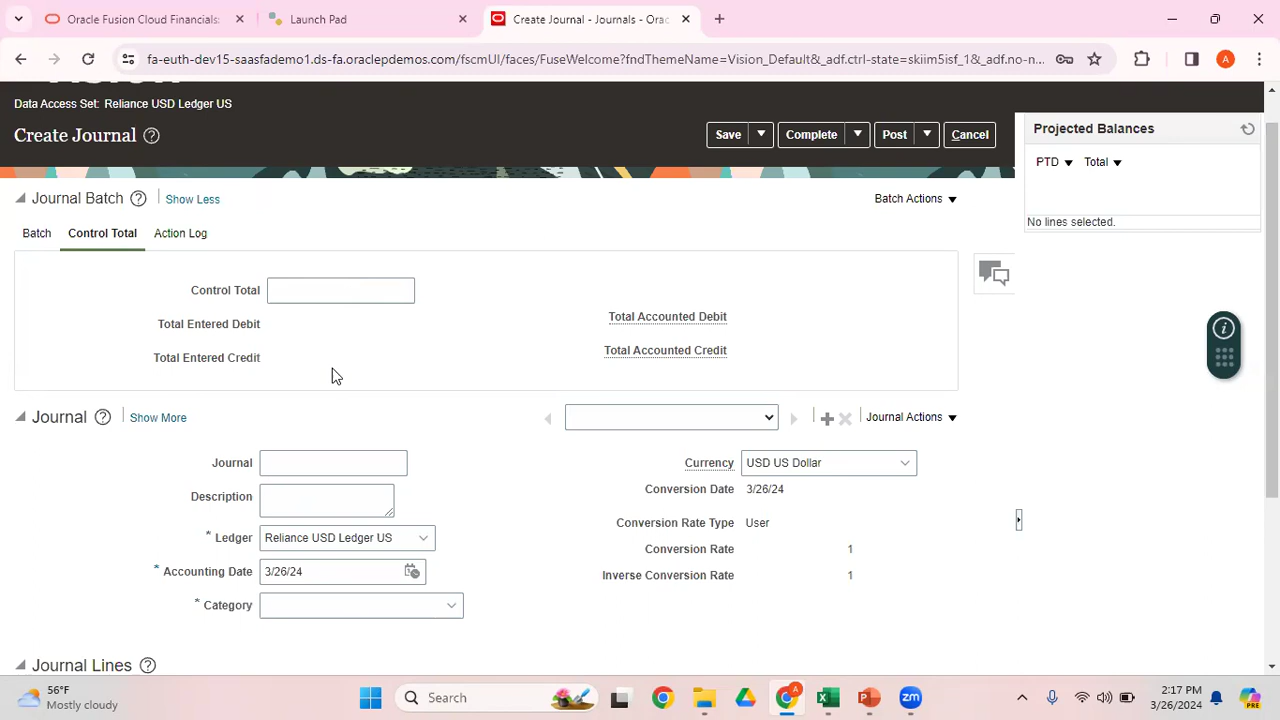 Oracle Fusion Cloud Financials:
Launch Pad
Create Journal - Journals - Orac
fa-euth-dev15-saasfademo1.ds-fa.oraclepdemos.com/fscmUI/faces/FuseWelcome?fndThemeName=Vision_Default&_adf.ctrl-state=skiim5isf_1&_adf.no-n...
A
Data Access Set: Reliance USD Ledger US
Create Journal ?
Save Complete Post Cancel
Projected Balances
PTD Total
No lines selected.
Journal Batch ? Show Less
Batch Actions
Batch Control Total Action Log
Control Total
Total Entered Debit
Total Accounted Debit
Total Entered Credit
Total Accounted Credit
Journal ? Show More
Journal Actions
Journal
Currency USD US Dollar
Conversion Date 3/26/24
Description
Conversion Rate Type User
* Ledger Reliance USD Ledger US
Conversion Rate 1
* Accounting Date 3/26/24
Inverse Conversion Rate 1
* Category
Journal Lines ?
56°F
Mostly cloudy
Search
A
zm
2:17 PM
3/26/2024
PRE